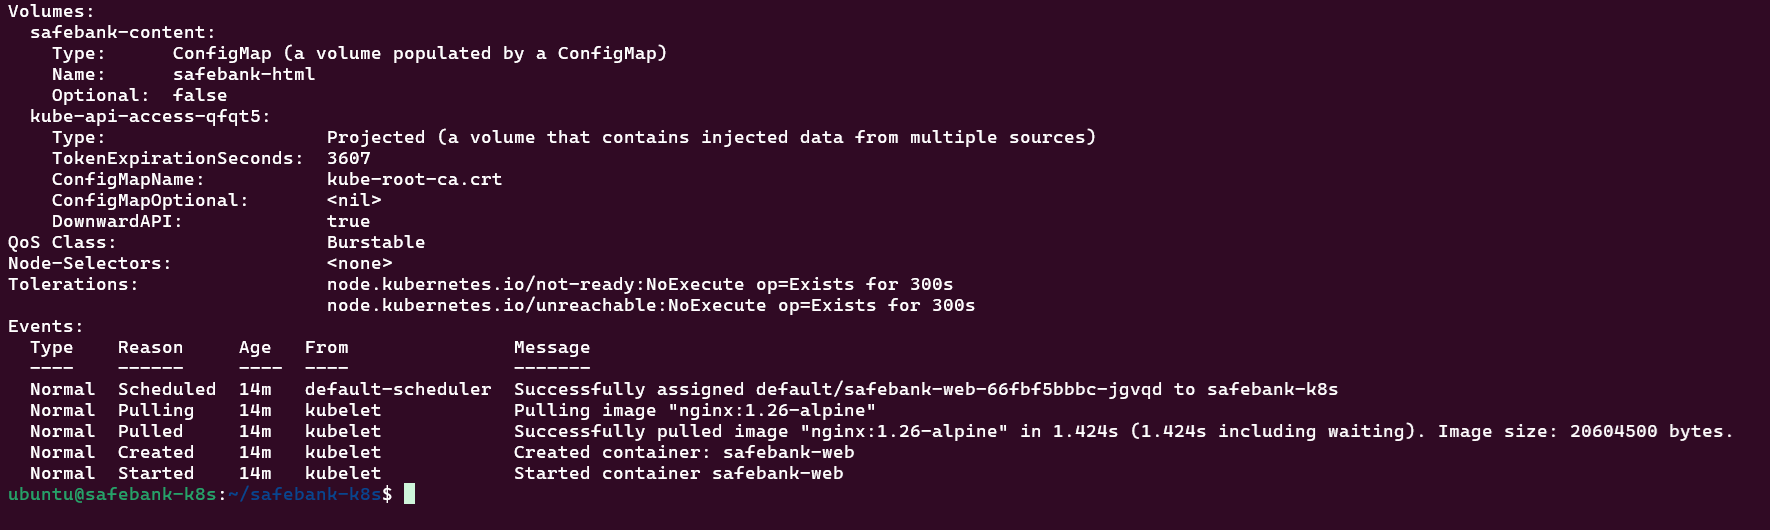 Volumes:
  safebank-content:
    Type:      ConfigMap (a volume populated by a ConfigMap)
    Name:      safebank-html
    Optional:  false
  kube-api-access-qfqt5:
    Type:                    Projected (a volume that contains injected data from multiple sources)
    TokenExpirationSeconds:  3607
    ConfigMapName:           kube-root-ca.crt
    ConfigMapOptional:       <nil>
    DownwardAPI:             true
QoS Class:                   Burstable
Node-Selectors:              <none>
Tolerations:                 node.kubernetes.io/not-ready:NoExecute op=Exists for 300s
                             node.kubernetes.io/unreachable:NoExecute op=Exists for 300s
Events:
  Type    Reason     Age   From               Message
  ----    ------     ----  ----               -------
  Normal  Scheduled  14m   default-scheduler  Successfully assigned default/safebank-web-66fbf5bbbc-jgvqd to safebank-k8s
  Normal  Pulling    14m   kubelet            Pulling image "nginx:1.26-alpine"
  Normal  Pulled     14m   kubelet            Successfully pulled image "nginx:1.26-alpine" in 1.424s (1.424s including waiting). Image size: 20604500 bytes.
  Normal  Created    14m   kubelet            Created container: safebank-web
  Normal  Started    14m   kubelet            Started container safebank-web
ubuntu@safebank-k8s:~/safebank-k8s$